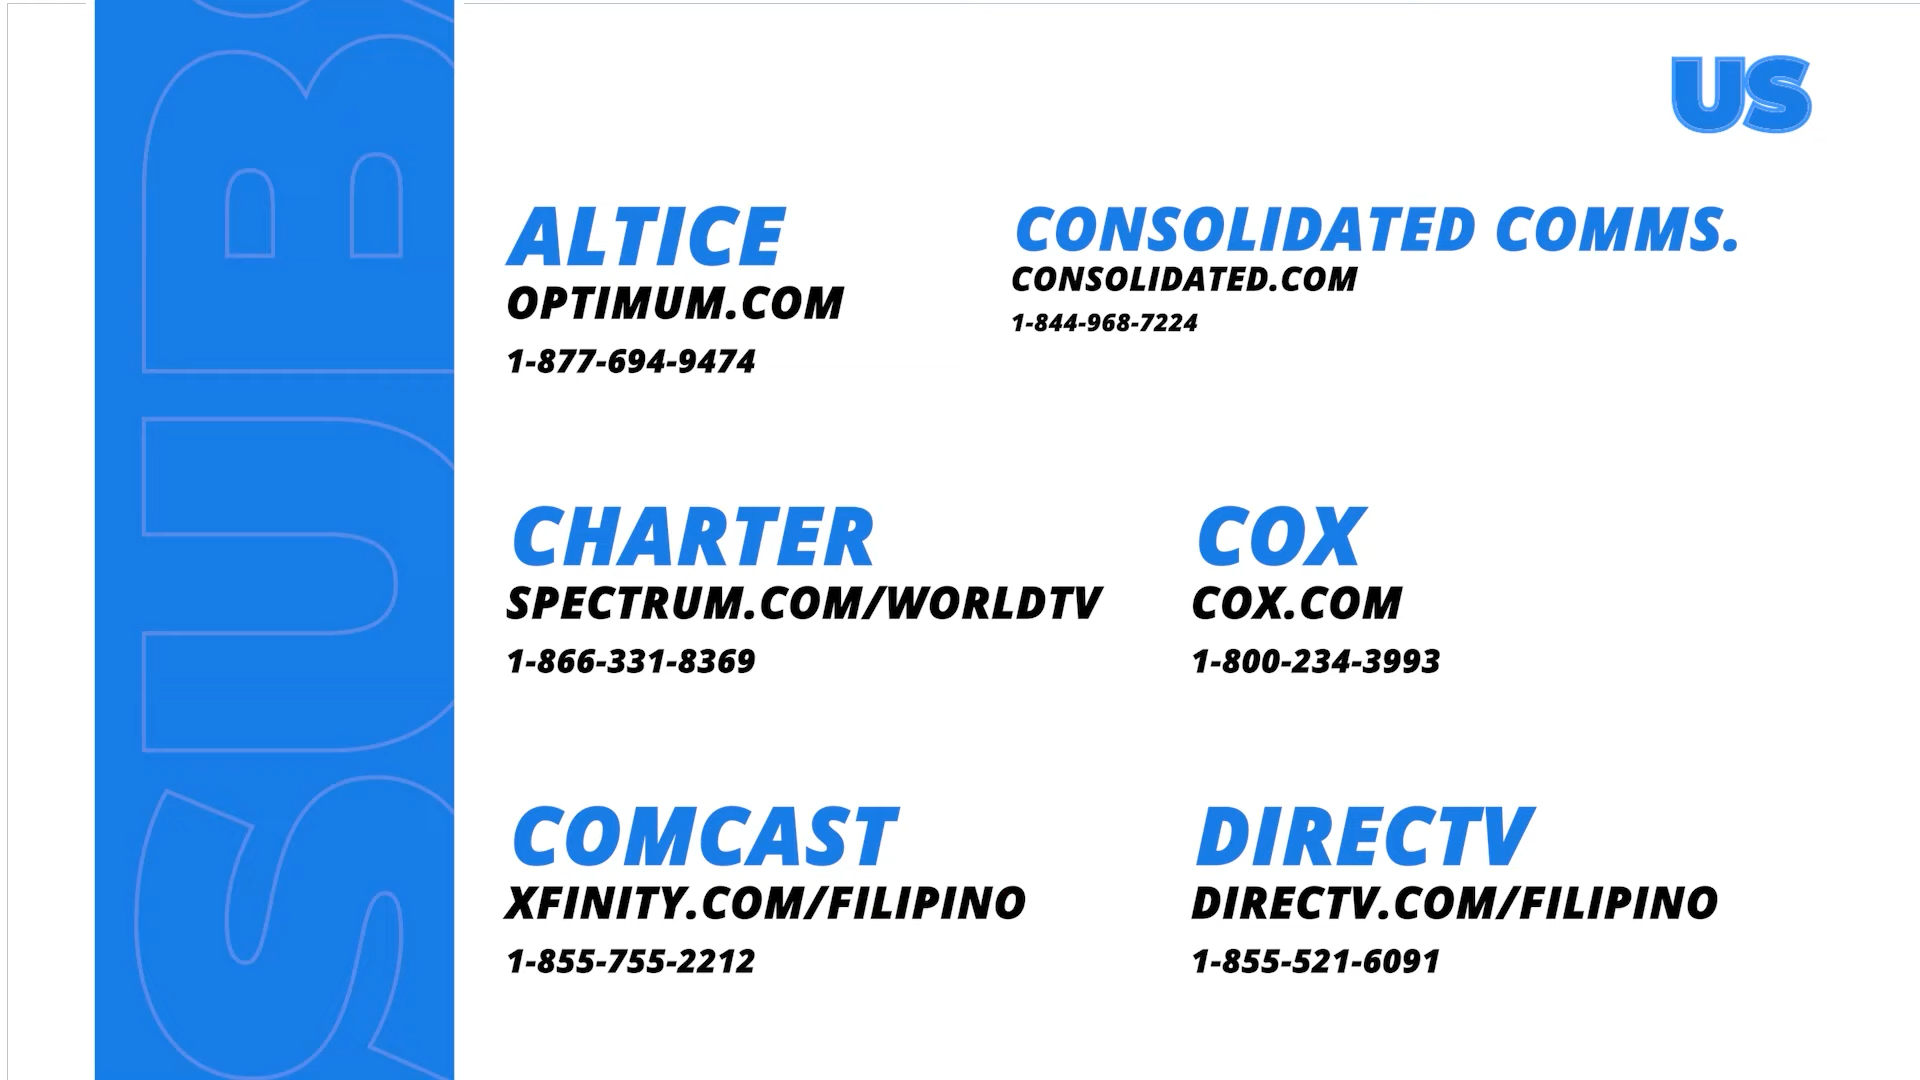 SUB
US
ALTICE
OPTIMUM.COM
1-877-694-9474
CONSOLIDATED COMMS.
CONSOLIDATED.COM
1-844-968-7224
CHARTER
SPECTRUM.COM/WORLDTV
1-866-331-8369
COX
COX.COM
1-800-234-3993
COMCAST
XFINITY.COM/FILIPINO
1-855-755-2212
DIRECTV
DIRECTV.COM/FILIPINO
1-855-521-6091